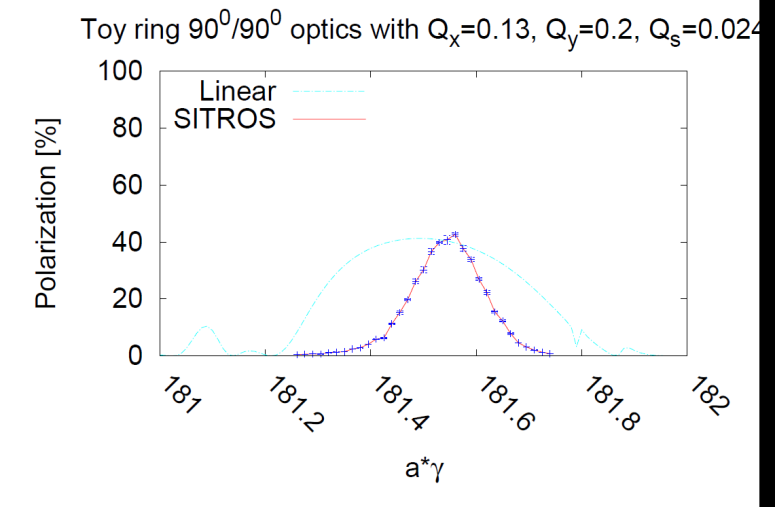 Toy ring 90⁰/90⁰ optics with Qx=0.13, Qy=0.2, Qs=0.024
100
80
60
40
20
0
Linear
SITROS
Polarization [%]
181
181.2
181.4
181.6
181.8
182
a*γ